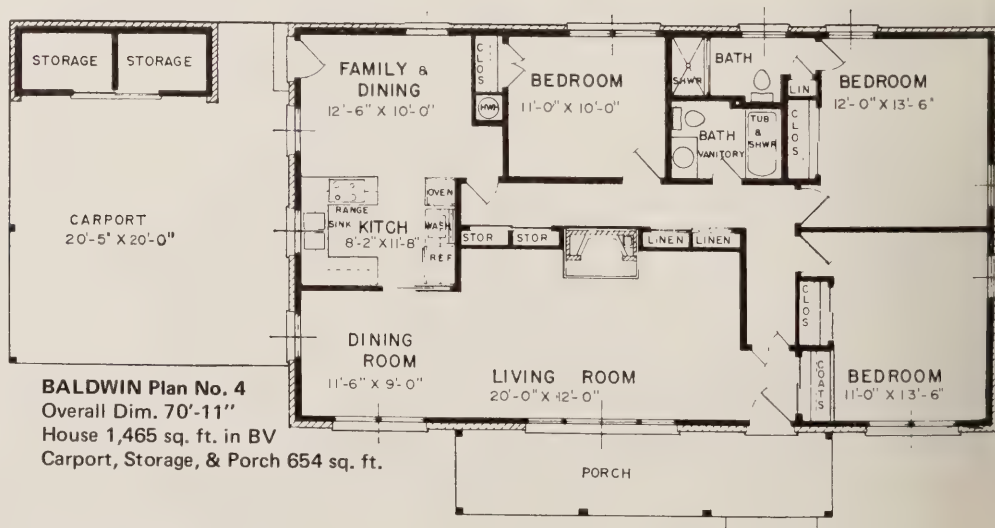 STORAGE
STORAGE
CARPORT
20'-5" X 20'-0"
FAMILY &
DINING
12'-6" X 10'-0"
CLOS
HWH
BEDROOM
11'-0" X 10'-0"
SHWR
BATH
LIN
BATH
VANITORY
TUB
&
SHWR
CLOS
BEDROOM
12'-0" X 13'-6"
RANGE
SINK
KITCH
8'-2" X 11'-8"
OVEN
WASH
REF
STOR
STOR
LINEN
LINEN
DINING
ROOM
11'-6" X 9'-0"
LIVING ROOM
20'-0" X 12'-0"
CLOS
COATS
BEDROOM
11'-0" X 13'-6"
PORCH
BALDWIN Plan No. 4
Overall Dim. 70'-11"
House 1,465 sq. ft. in BV
Carport, Storage, & Porch 654 sq. ft.